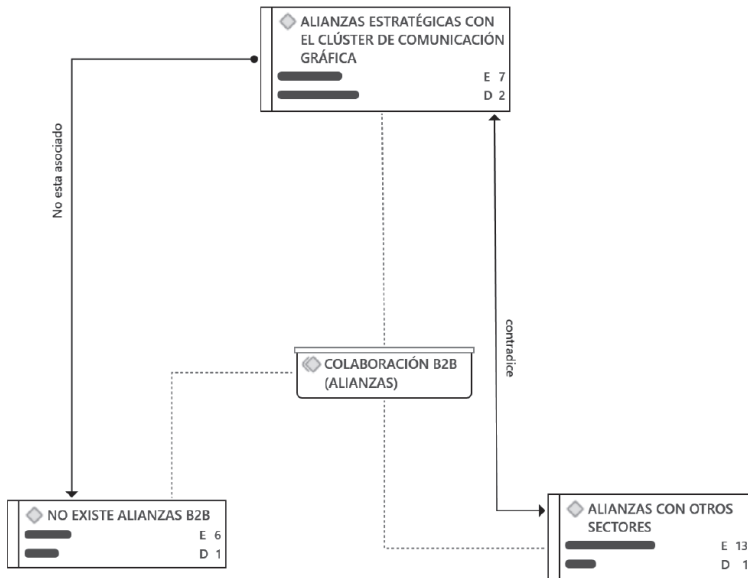 ALIANZAS ESTRATÉGICAS CON
EL CLÚSTER DE COMUNICACIÓN
GRÁFICA
E 7
D 2
No esta asociado
contradice
COLABORACIÓN B2B
(ALIANZAS)
NO EXISTE ALIANZAS B2B
E 6
D 1
ALIANZAS CON OTROS
SECTORES
E 13
D 1